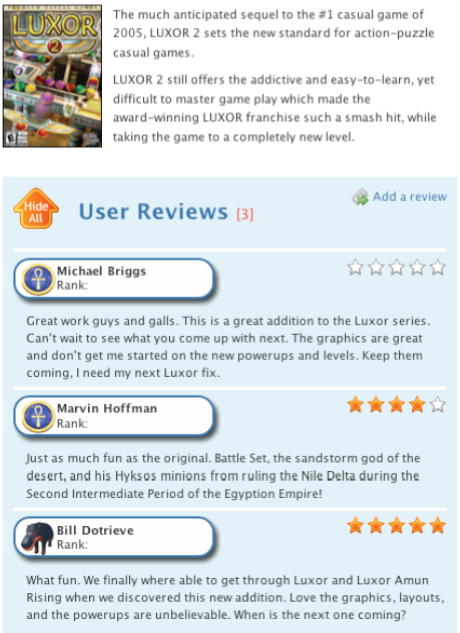 LUXOR
2
The much anticipated sequel to the #1 casual game of
2005, LUXOR 2 sets the new standard for action-puzzle
casual games.
LUXOR 2 still offers the addictive and easy-to-learn, yet
difficult to master game play which made the
award-winning LUXOR franchise such a smash hit, while
taking the game to a completely new level.
Hide
All
User Reviews [3]
Add a review
Michael Briggs
Rank:
Great work guys and galls. This is a great addition to the Luxor series.
Can't wait to see what you come up with next. The graphics are great
and don't get me started on the new powerups and levels. Keep them
coming, I need my next Luxor fix.
Marvin Hoffman
Rank:
Just as much fun as the original. Battle Set, the sandstorm god of the
desert, and his Hyksos minions from ruling the Nile Delta during the
Second Intermediate Period of the Egyption Empire!
Bill Dotrieve
Rank:
What fun. We finally where able to get through Luxor and Luxor Amun
Rising when we discovered this new addition. Love the graphics, layouts,
and the powerups are unbelievable. When is the next one coming?